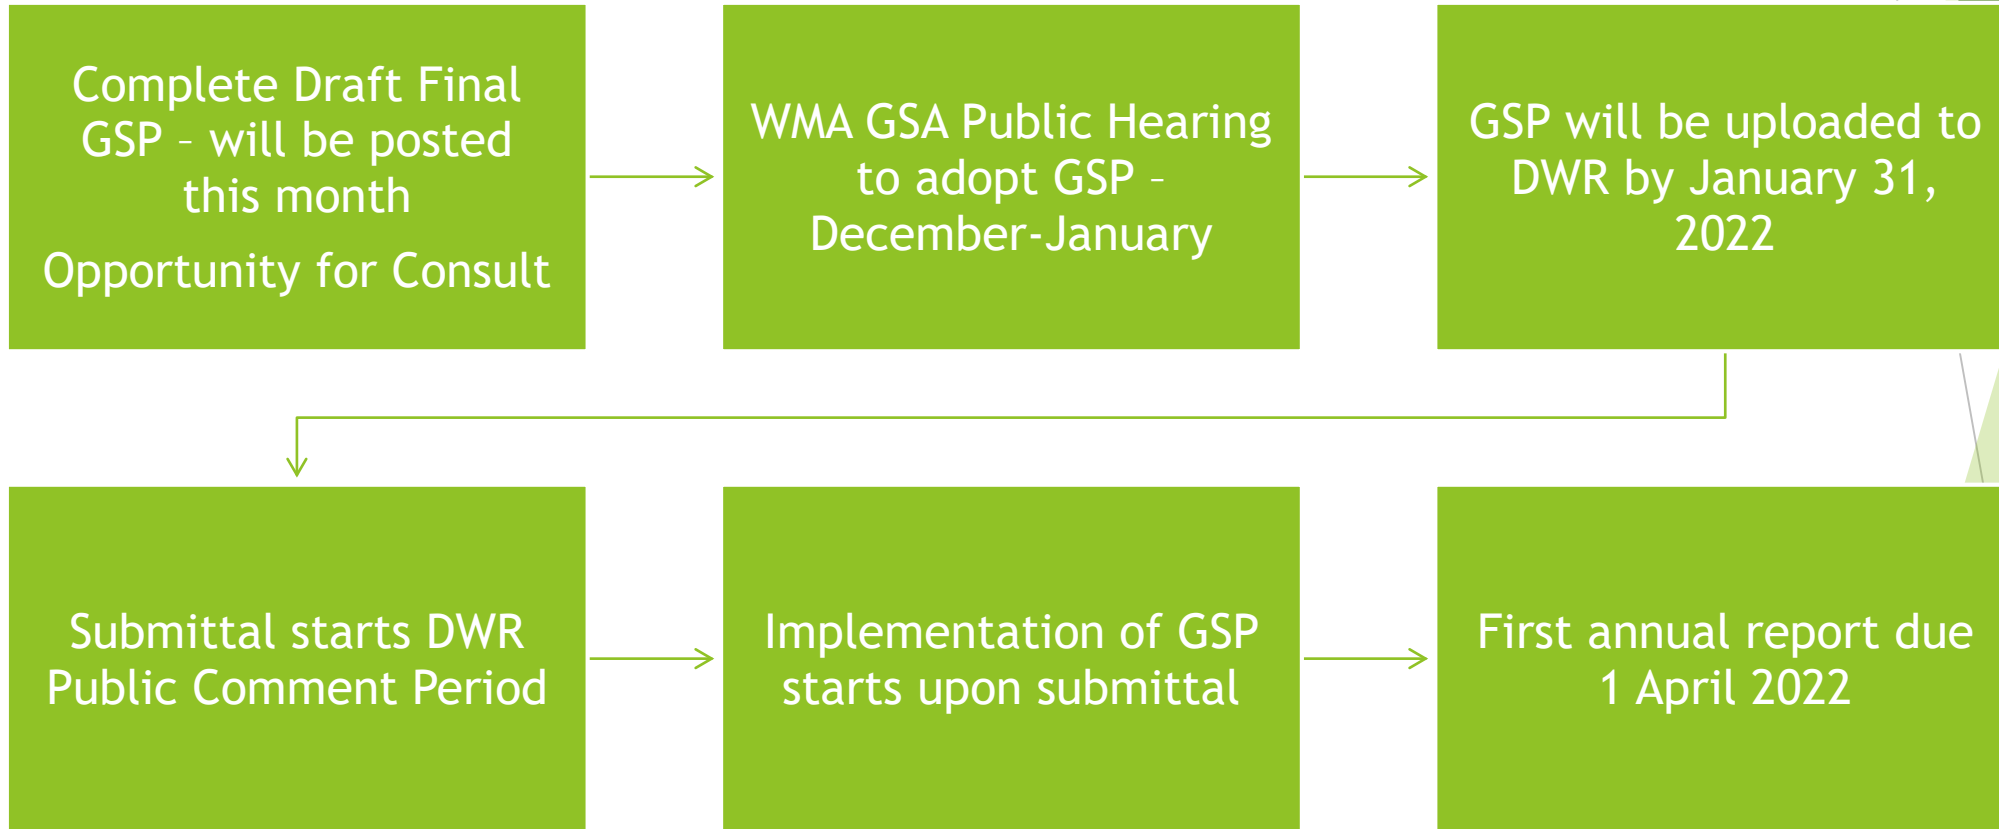 Complete Draft Final
GSP – will be posted
this month
Opportunity for Consult
WMA GSA Public Hearing
to adopt GSP –
December-January
GSP will be uploaded to
DWR by January 31,
2022
Submittal starts DWR
Public Comment Period
Implementation of GSP
starts upon submittal
First annual report due
1 April 2022